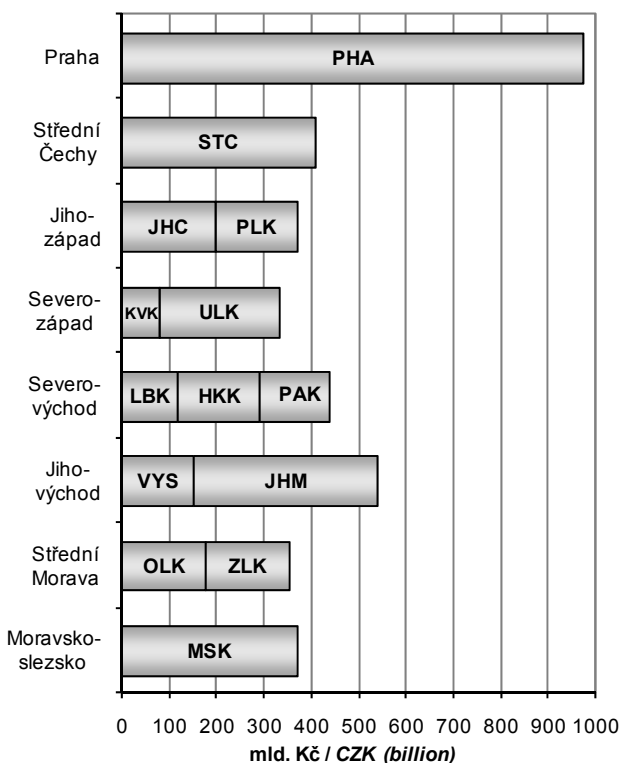 Praha
PHA
Střední
Čechy
STC
Jiho-
západ
JHC PLK
Severo-
západ
KVK ULK
Severo-
východ
LBK HKK PAK
Jiho-
východ
VYS JHM
Střední
Morava
OLK ZLK
Moravsko-
slezsko
MSK
0 100 200 300 400 500 600 700 800 900 1000
mld. Kč / CZK (billion)